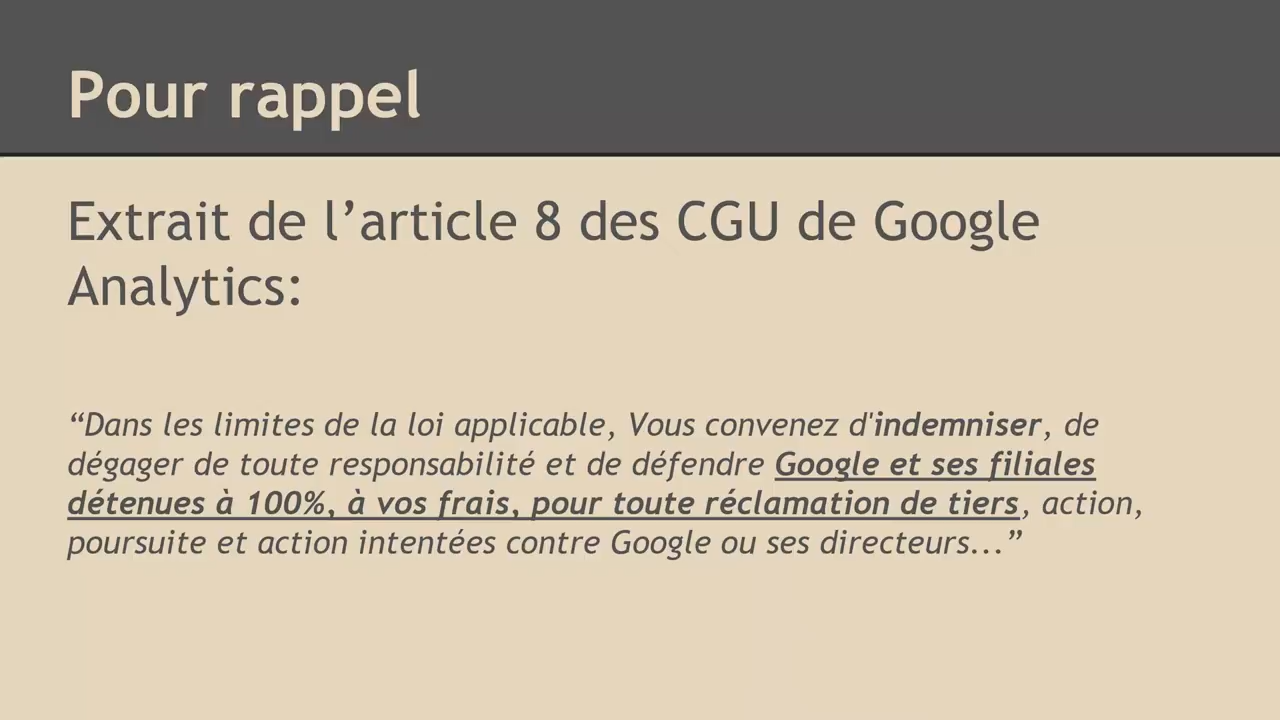 Pour rappel
Extrait de l’article 8 des CGU de Google
Analytics:
“Dans les limites de la loi applicable, Vous convenez d'indemniser, de
dégager de toute responsabilité et de défendre Google et ses filiales
détenues à 100%, à vos frais, pour toute réclamation de tiers, action,
poursuite et action intentées contre Google ou ses directeurs...”